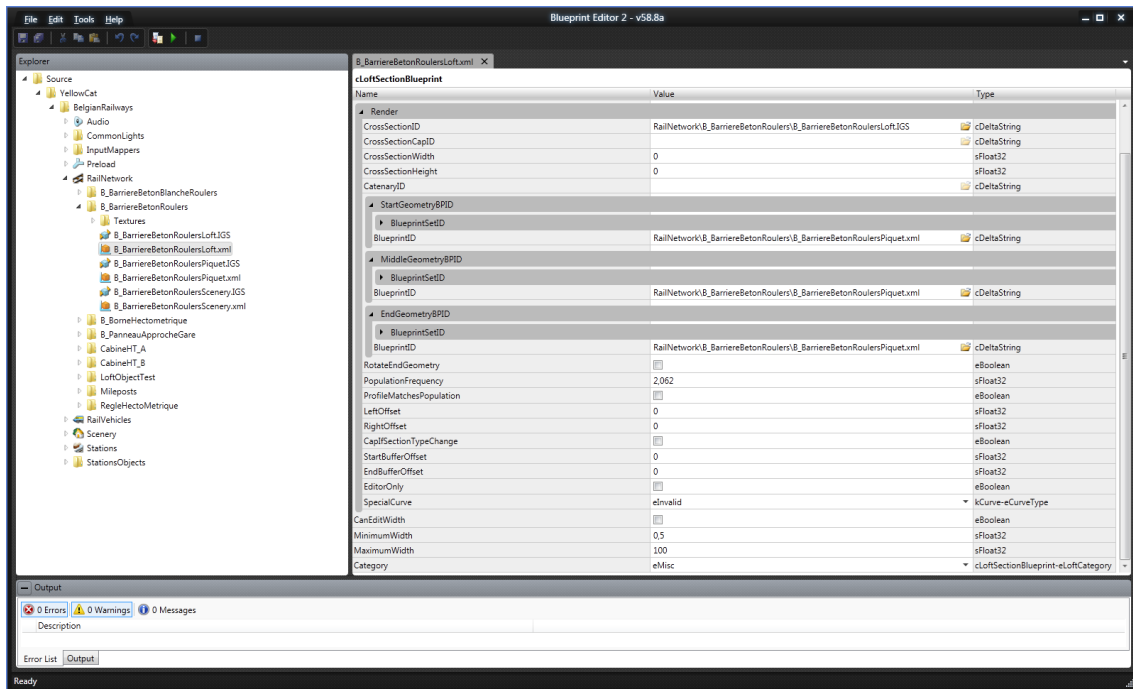 Blueprint Editor 2 - v58.8a
File Edit Tools Help
Explorer
Source
YellowCat
BelgianRailways
Audio
CommonLights
InputMappers
Preload
RailNetwork
B_BarriereBetonBlancheRoulers
B_BarriereBetonRoulers
Textures
B_BarriereBetonRoulersLoft.IGS
B_BarriereBetonRoulersLoft.xml
B_BarriereBetonRoulersPiquet.IGS
B_BarriereBetonRoulersPiquet.xml
B_BarriereBetonRoulersScenery.IGS
B_BarriereBetonRoulersScenery.xml
B_BorneHectometrique
B_PanneauApprocheGare
CabineHT_A
CabineHT_B
LoftObjectTest
Mileposts
RegleHectoMetrique
RailVehicles
Scenery
Stations
StationsObjects
B_BarriereBetonRoulersLoft.xml
cLoftSectionBlueprint
Name Value Type
Render
CrossSectionID RailNetwork\B_BarriereBetonRoulers\B_BarriereBetonRoulersLoft.IGS cDeltaString
CrossSectionCapID cDeltaString
CrossSectionWidth 0 sFloat32
CrossSectionHeight 0 sFloat32
CatenaryID cDeltaString
StartGeometryBPID
BlueprintSetID
BlueprintID RailNetwork\B_BarriereBetonRoulers\B_BarriereBetonRoulersPiquet.xml cDeltaString
MiddleGeometryBPID
BlueprintSetID
BlueprintID RailNetwork\B_BarriereBetonRoulers\B_BarriereBetonRoulersPiquet.xml cDeltaString
EndGeometryBPID
BlueprintSetID
BlueprintID RailNetwork\B_BarriereBetonRoulers\B_BarriereBetonRoulersPiquet.xml cDeltaString
RotateEndGeometry eBoolean
PopulationFrequency 2,062 sFloat32
ProfileMatchesPopulation eBoolean
LeftOffset 0 sFloat32
RightOffset 0 sFloat32
CapIfSectionTypeChange eBoolean
StartBufferOffset 0 sFloat32
EndBufferOffset 0 sFloat32
EditorOnly eBoolean
SpecialCurve eInvalid kCurve-eCurveType
CanEditWidth eBoolean
MinimumWidth 0,5 sFloat32
MaximumWidth 100 sFloat32
Category eMisc cLoftSectionBlueprint-eLoftCategory
Output
0 Errors 0 Warnings 0 Messages
Description
Error List Output
Ready